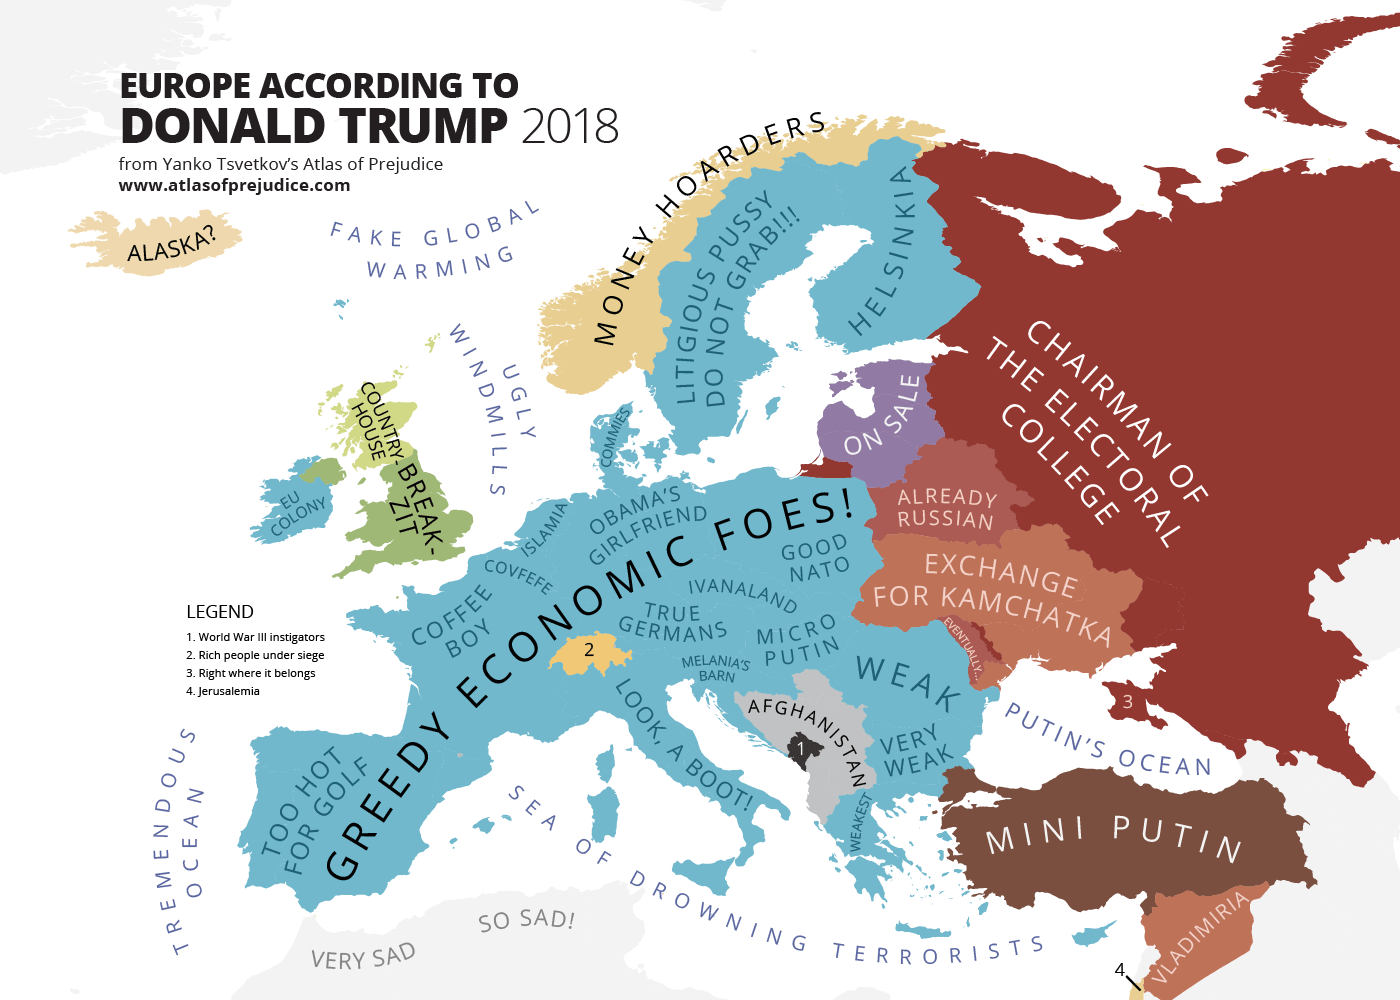 EUROPE ACCORDING TO
DONALD TRUMP 2018
from Yanko Tsvetkov's Atlas of Prejudice
www.atlasofprejudice.com
ALASKA?
FAKE GLOBAL
WARMING
MONEY HOARDERS
LITIGIOUS PUSSY
DO NOT GRAB!!!
HELSINKIA
UGLY
WINDMILLS
COUNTRY-
HOUSE
BREAK-
ZIT
EU
COLONY
COMMIES
ON SALE
CHAIRMAN OF
THE ELECTORAL
COLLEGE
ALREADY
RUSSIAN
EXCHANGE
FOR KAMCHATKA
EVENTUALLY...
GREEDY ECONOMIC FOES!
ISLAMIA
OBAMA'S
GIRLFRIEND
GOOD
NATO
COVFEFE
COFFEE
BOY
IVANALAND
TRUE
GERMANS
MICRO
PUTIN
MELANIA'S
BARN
2
WEAK
VERY
WEAK
AFGHANISTAN
1
LOOK, A BOOT!
WEAKEST
TOO HOT
FOR GOLF
LEGEND
1. World War III instigators
2. Rich people under siege
3. Right where it belongs
4. Jerusalemia
TREMENDOUS
OCEAN
3
PUTIN'S OCEAN
MINI PUTIN
SEA OF DROWNING TERRORISTS
SO SAD!
VERY SAD
VLADIMIRIA
4